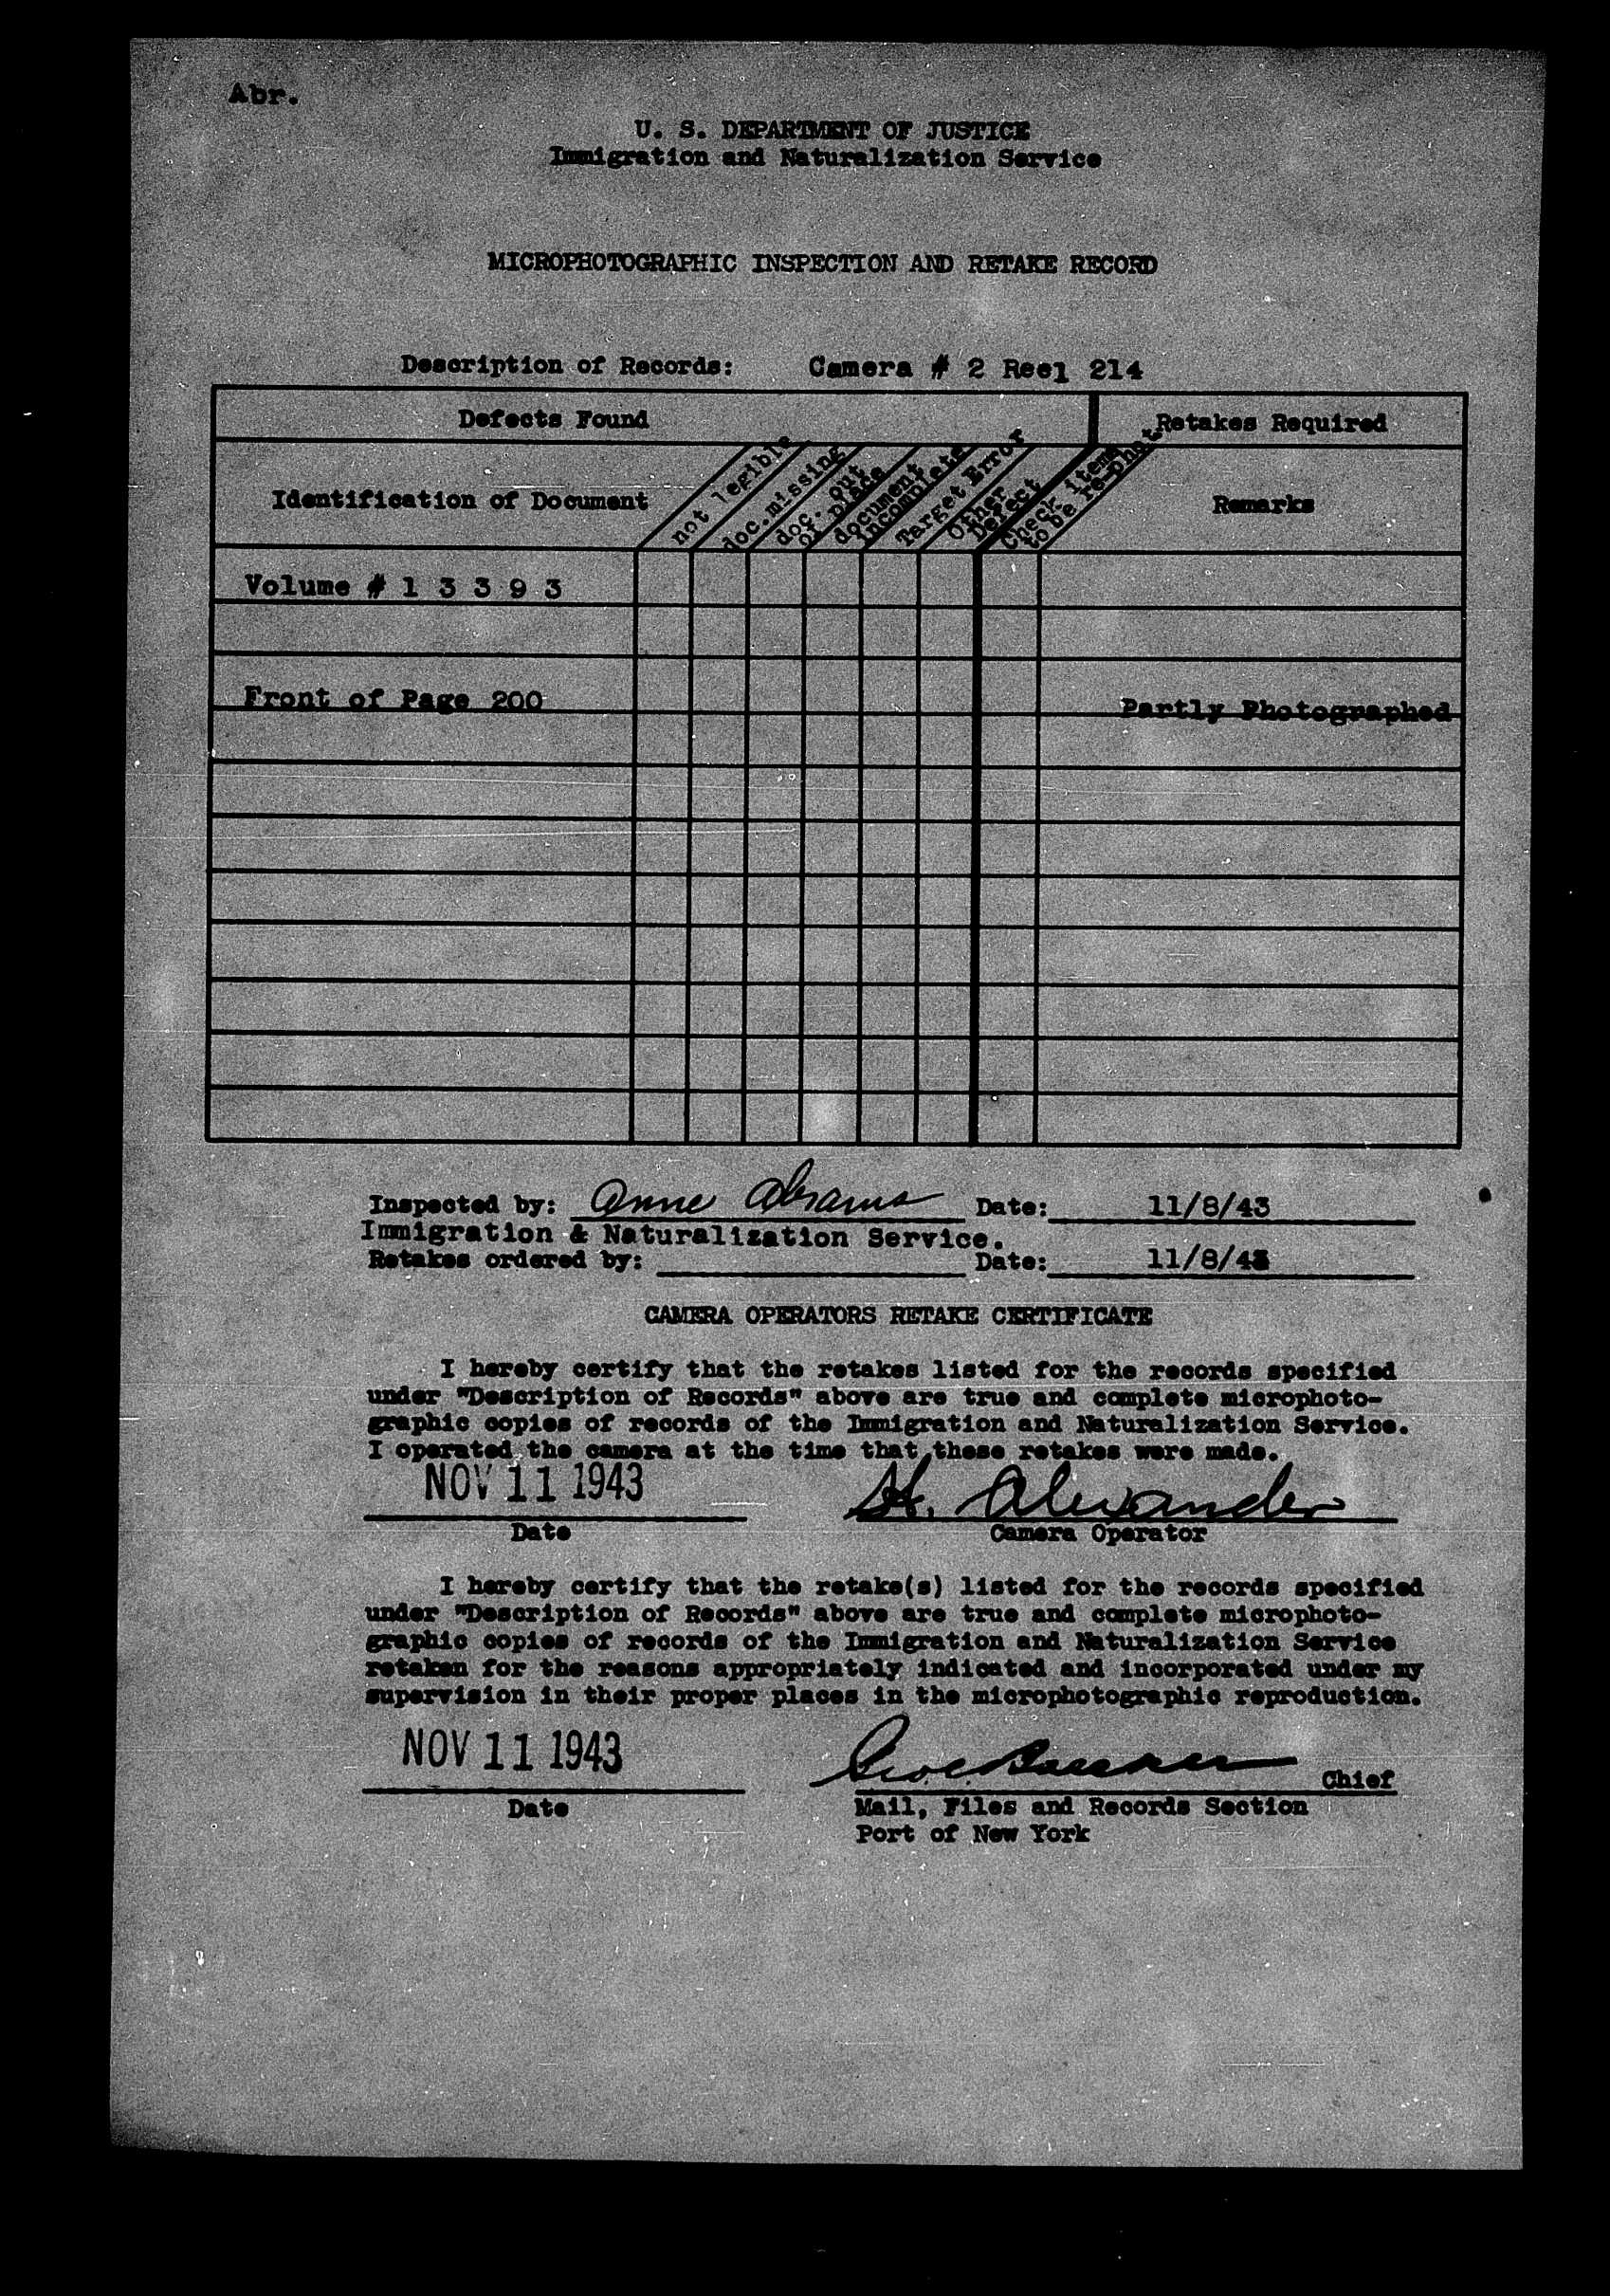 Abr.
U. S. DEPARTMENT OF JUSTICE
Immigration and Naturalization Service
MICROPHOTOGRAPHIC INSPECTION AND RETAKE RECORD
Description of Records: Camera # 2 Reel 214
Defects Found
Retakes Required
Identification of Document
not legible
doc.missing
doc. out
of place
document
incomplete
Target Error
Other
Defect
Check items
to be re-phot.
Remarks
Volume # 1 3 3 9 3
Front of Page 200
Partly Photographed
Inspected by: Anne Abrams Date: 11/8/43
Immigration & Naturalization Service.
Retakes ordered by: Date: 11/8/43
CAMERA OPERATORS RETAKE CERTIFICATE
I hereby certify that the retakes listed for the records specified
under "Description of Records" above are true and complete microphoto-
graphic copies of records of the Immigration and Naturalization Service.
I operated the camera at the time that these retakes were made.
NOV 11 1943
H. Alexander
Date
Camera Operator
I hereby certify that the retake(s) listed for the records specified
under "Description of Records" above are true and complete microphoto-
graphic copies of records of the Immigration and Naturalization Service
retaken for the reasons appropriately indicated and incorporated under my
supervision in their proper places in the microphotographic reproduction.
NOV 11 1943
Chief
Date
Mail, Files and Records Section
Port of New York